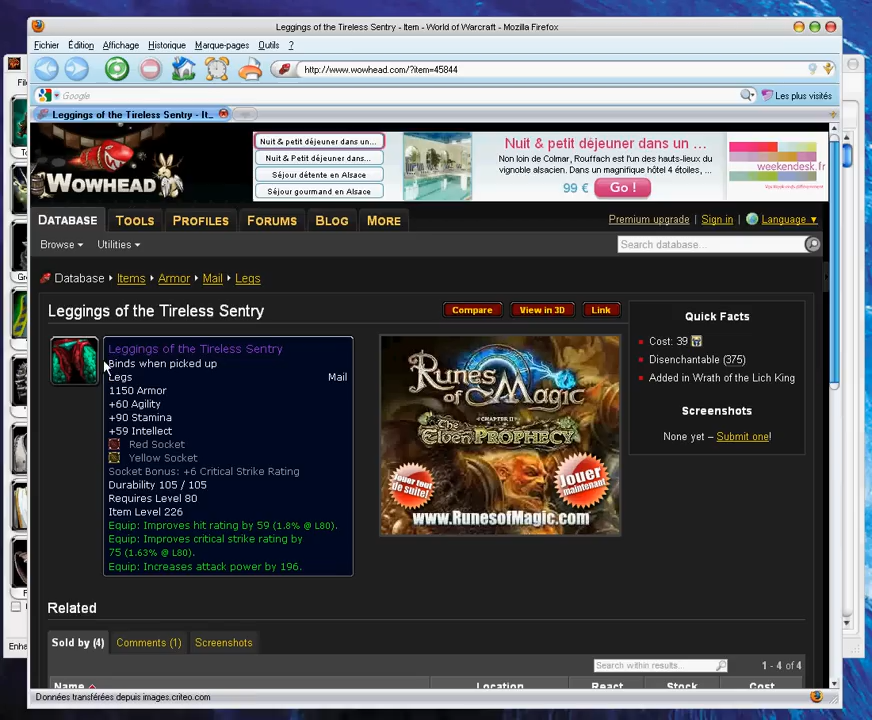 Leggings of the Tireless Sentry - Item - World of Warcraft - Mozilla Firefox
Fichier Édition Affichage Historique Marque-pages Outils ?
http://www.wowhead.com/?item=45844
Google
Les plus visités
Leggings of the Tireless Sentry - It...
WOWHEAD
Nuit & petit déjeuner dans un...
Nuit & Petit déjeuner dans...
Séjour détente en Alsace
Séjour gourmand en Alsace
Nuit & petit déjeuner dans un ...
Non loin de Colmar, Rouffach est l'un des hauts-lieux du
vignoble alsacien. Dans un magnifique hôtel 4 étoiles, ...
99 € Go !
weekendesk.fr
DATABASE TOOLS PROFILES FORUMS BLOG MORE
Premium upgrade | Sign in | Language
Browse Utilities
Search database...
Database Items Armor Mail Legs
Leggings of the Tireless Sentry
Compare View in 3D Link
Leggings of the Tireless Sentry
Binds when picked up
Legs Mail
1150 Armor
+60 Agility
+90 Stamina
+59 Intellect
Red Socket
Yellow Socket
Socket Bonus: +6 Critical Strike Rating
Durability 105 / 105
Requires Level 80
Item Level 226
Equip: Improves hit rating by 59 (1.8% @ L80).
Equip: Improves critical strike rating by
75 (1.63% @ L80).
Equip: Increases attack power by 196.
Runes of Magic
CHAPTER II
The Elven PROPHECY
Jouer tout de suite!
Jouer maintenant
www.RunesofMagic.com
Quick Facts
Cost: 39
Disenchantable (375)
Added in Wrath of the Lich King
Screenshots
None yet – Submit one!
Related
Sold by (4) Comments (1) Screenshots
Search within results...
1 - 4 of 4
Name Location React Stock Cost
Données transférées depuis images.criteo.com